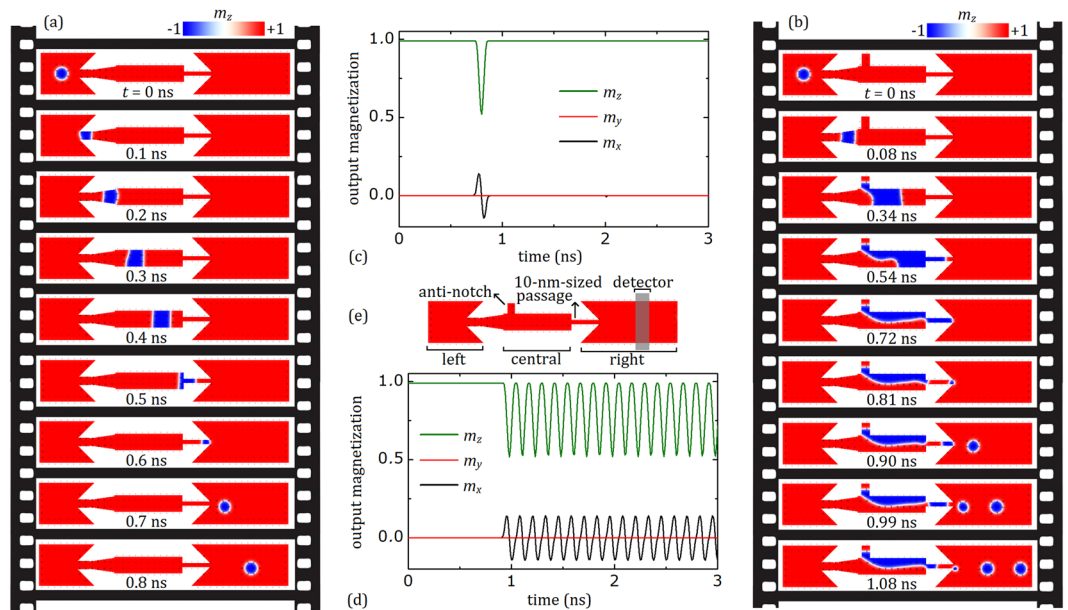 (a)
m_z
-1
+1
t = 0 ns
0.1 ns
0.2 ns
0.3 ns
0.4 ns
0.5 ns
0.6 ns
0.7 ns
0.8 ns
output magnetization
1.0
0.5
0.0
m_z
m_y
m_x
0
1
2
3
(c)
time (ns)
10-nm-sized
anti-notch
passage
detector
(e)
left
central
right
output magnetization
1.0
0.5
0.0
m_z
m_y
m_x
0
1
2
3
(d)
time (ns)
(b)
m_z
-1
+1
t = 0 ns
0.08 ns
0.34 ns
0.54 ns
0.72 ns
0.81 ns
0.90 ns
0.99 ns
1.08 ns